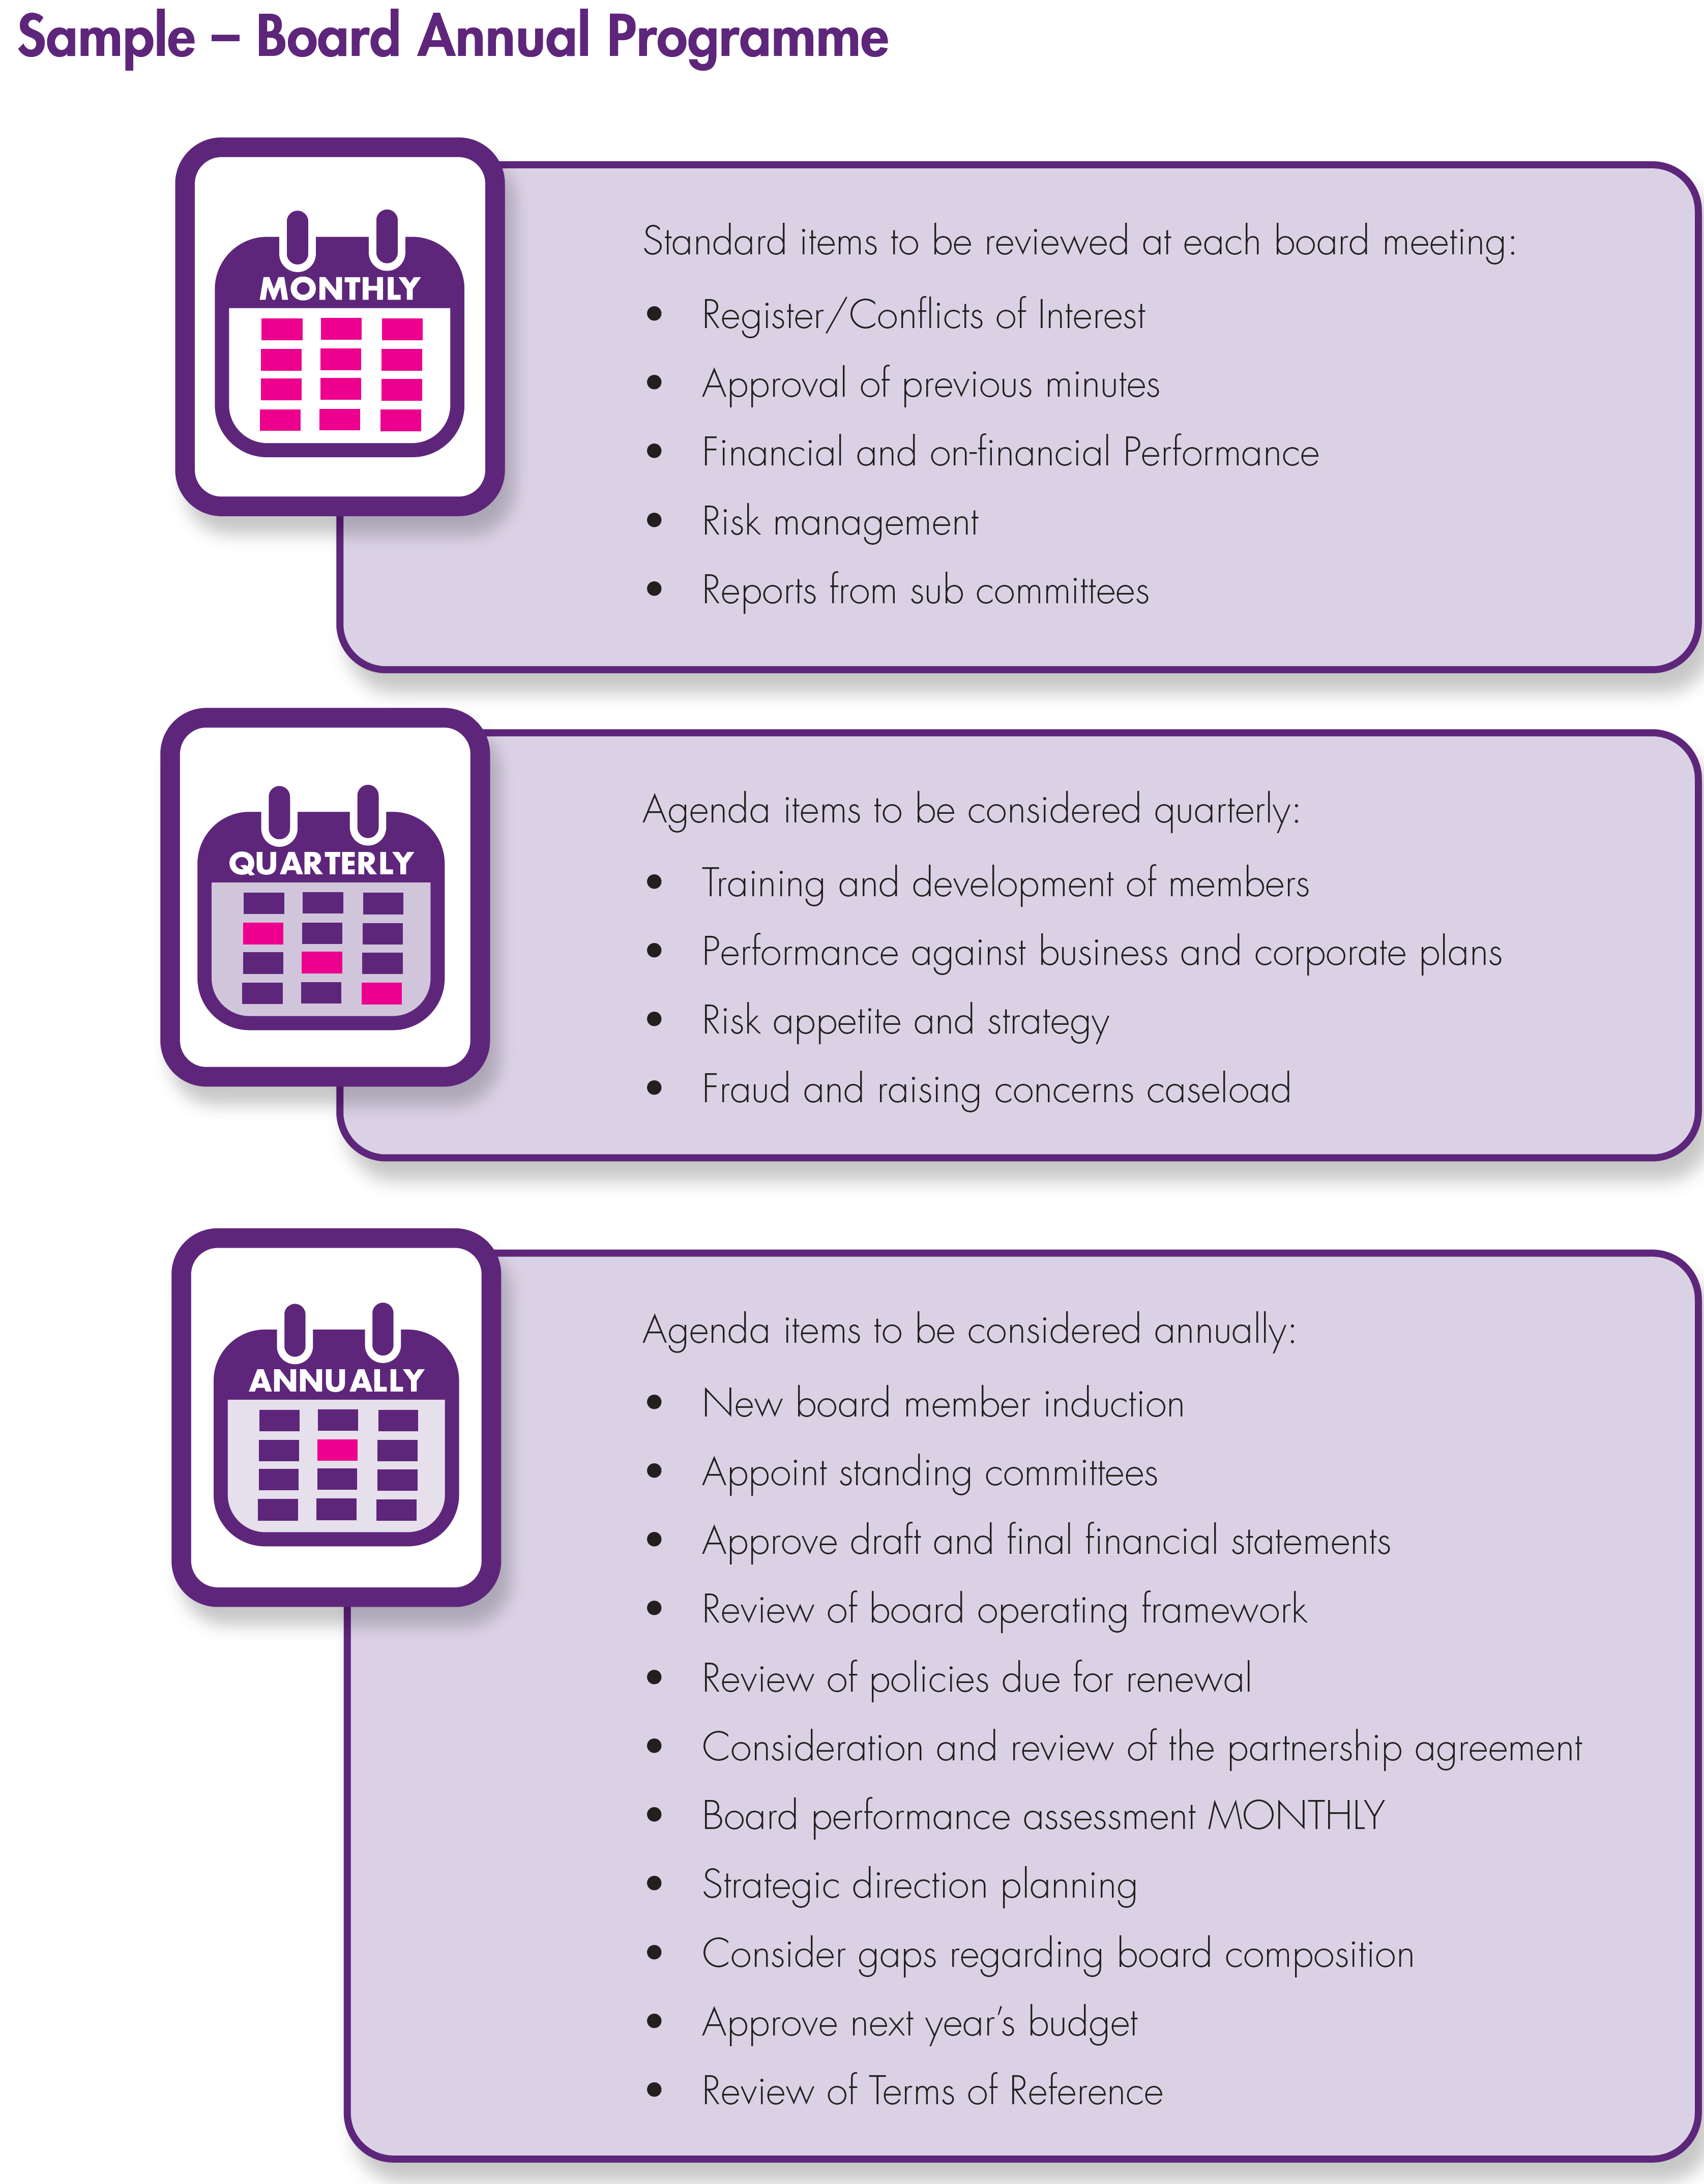 Sample – Board Annual Programme
MONTHLY
Standard items to be reviewed at each board meeting:
• Register/Conflicts of Interest
• Approval of previous minutes
• Financial and on-financial Performance
• Risk management
• Reports from sub committees
QUARTERLY
Agenda items to be considered quarterly:
• Training and development of members
• Performance against business and corporate plans
• Risk appetite and strategy
• Fraud and raising concerns caseload
ANNUALLY
Agenda items to be considered annually:
• New board member induction
• Appoint standing committees
• Approve draft and final financial statements
• Review of board operating framework
• Review of policies due for renewal
• Consideration and review of the partnership agreement
• Board performance assessment MONTHLY
• Strategic direction planning
• Consider gaps regarding board composition
• Approve next year’s budget
• Review of Terms of Reference